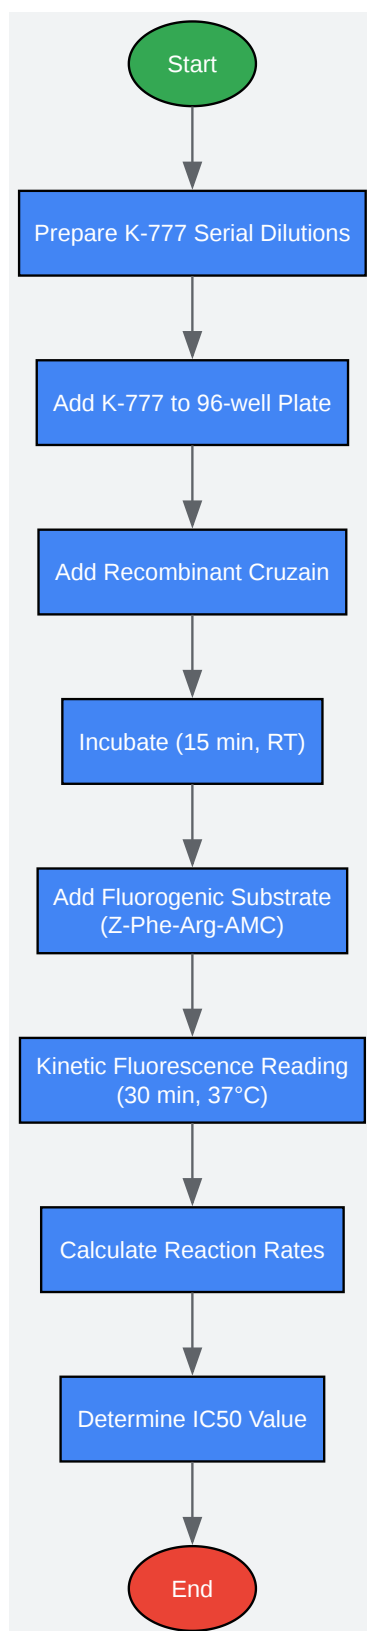 Start
Prepare K-777 Serial Dilutions
Add K-777 to 96-well Plate
Add Recombinant Cruzain
Incubate (15 min, RT)
Add Fluorogenic Substrate
(Z-Phe-Arg-AMC)
Kinetic Fluorescence Reading
(30 min, 37°C)
Calculate Reaction Rates
Determine IC50 Value
End